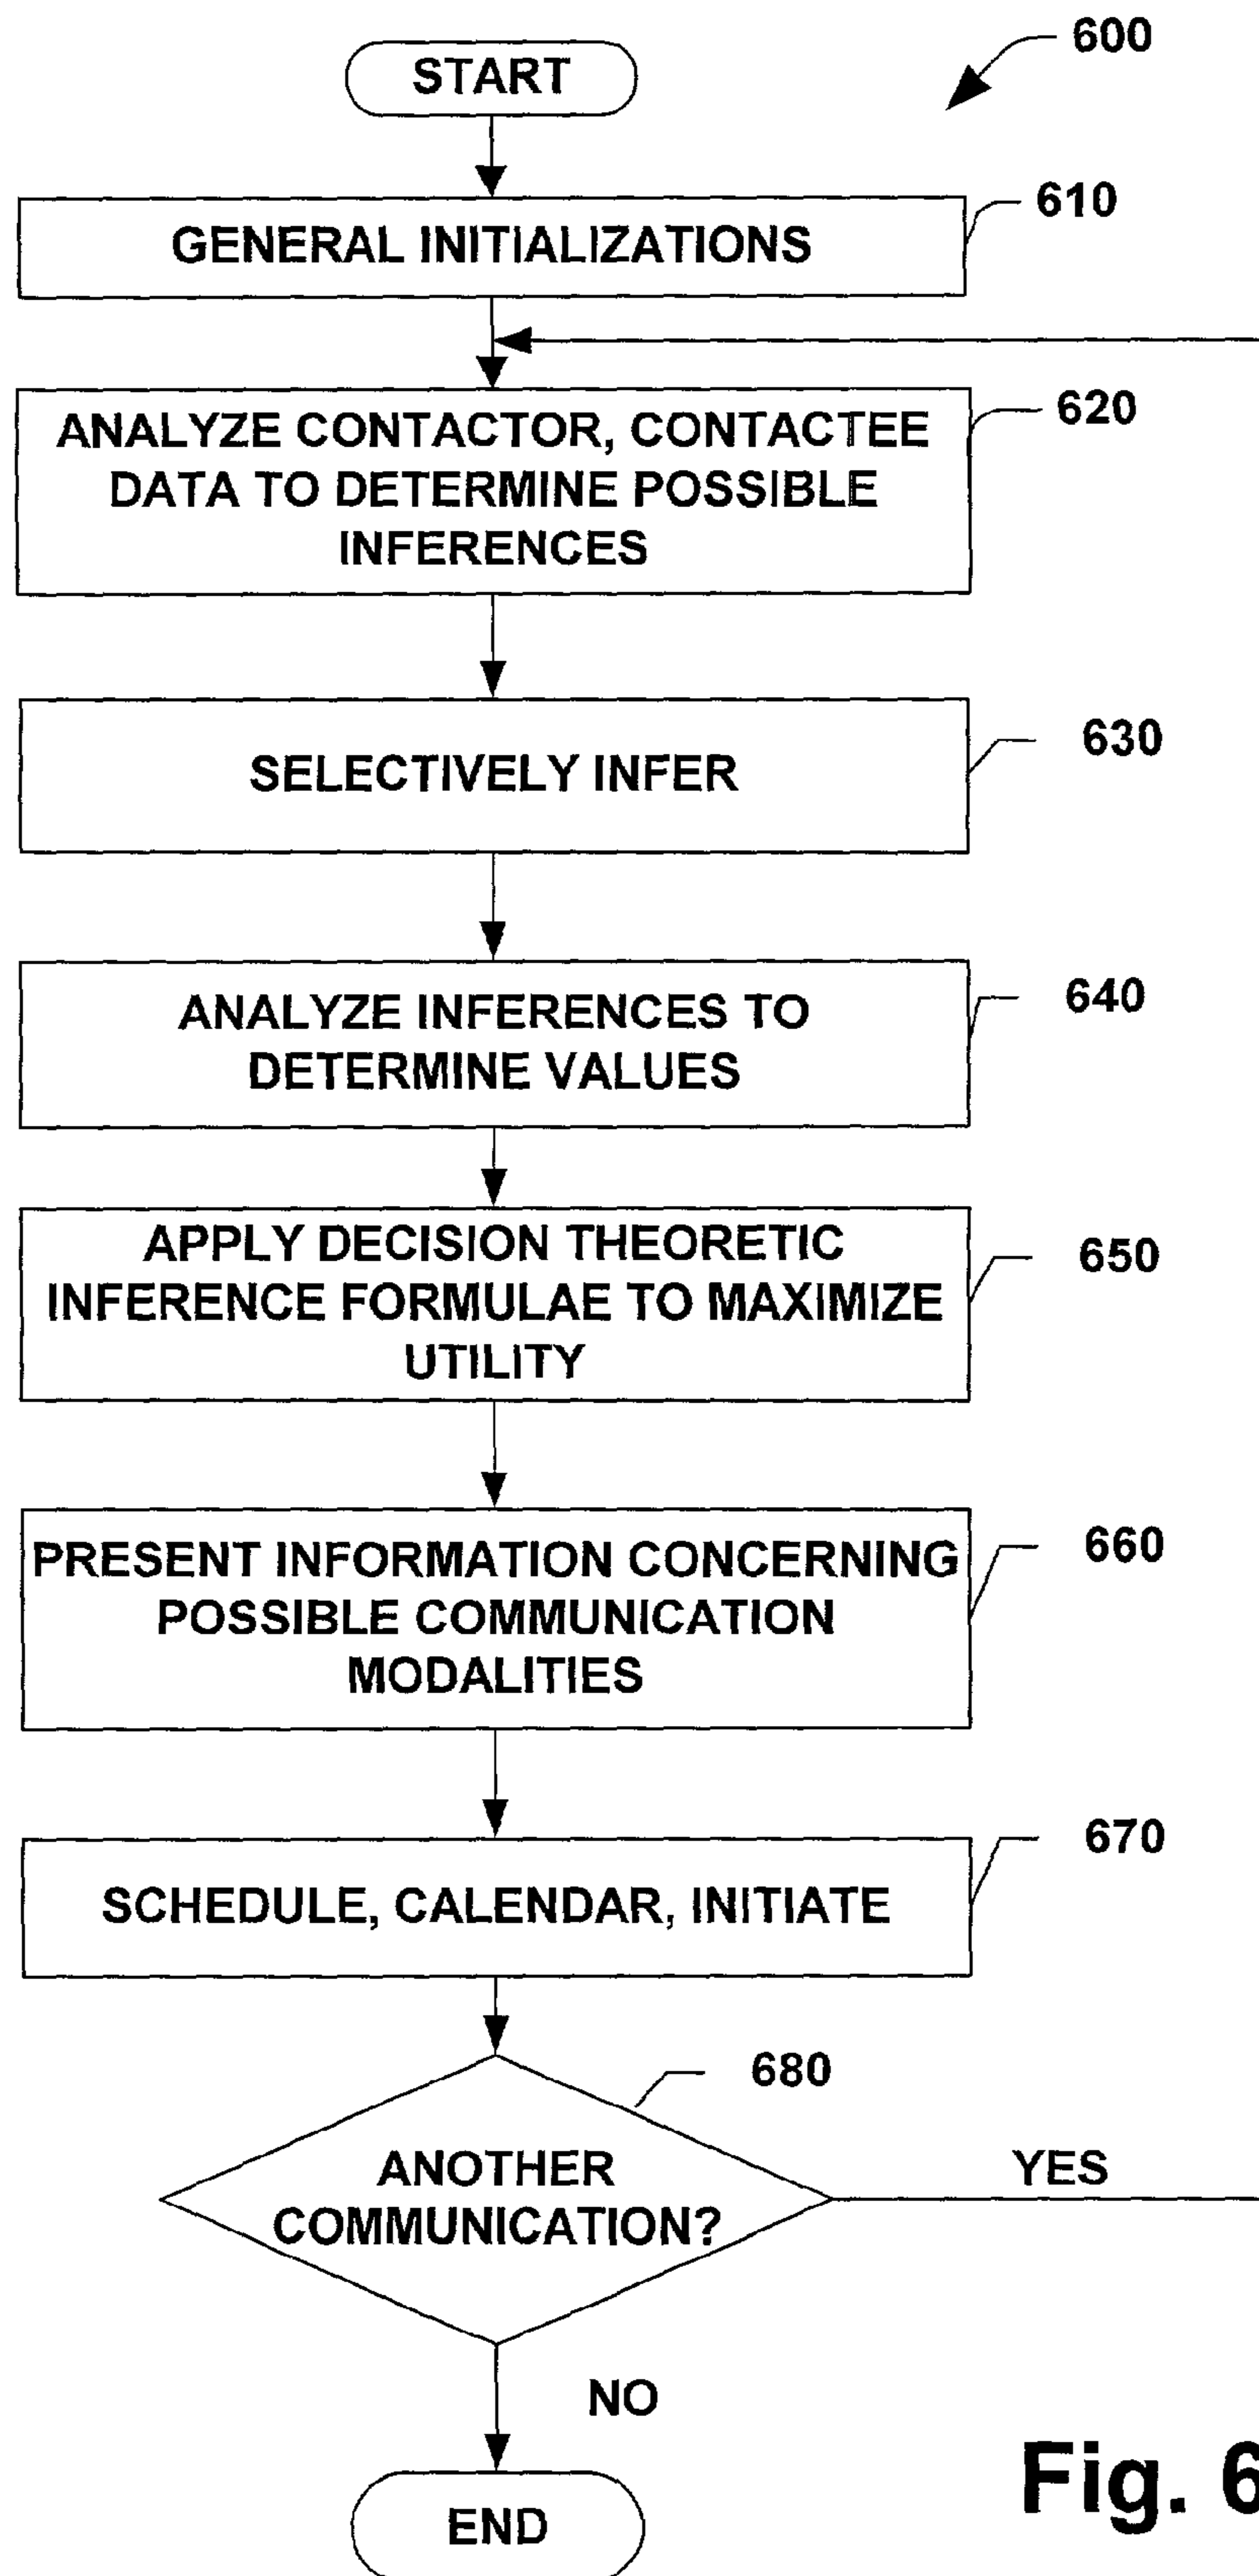 600
START
610
GENERAL INITIALIZATIONS
620
ANALYZE CONTACTOR, CONTACTEE
DATA TO DETERMINE POSSIBLE
INFERENCES
630
SELECTIVELY INFER
640
ANALYZE INFERENCES TO
DETERMINE VALUES
650
APPLY DECISION THEORETIC
INFERENCE FORMULAE TO MAXIMIZE
UTILITY
660
PRESENT INFORMATION CONCERNING
POSSIBLE COMMUNICATION
MODALITIES
670
SCHEDULE, CALENDAR, INITIATE
680
ANOTHER
COMMUNICATION?
YES
NO
END
Fig. 6